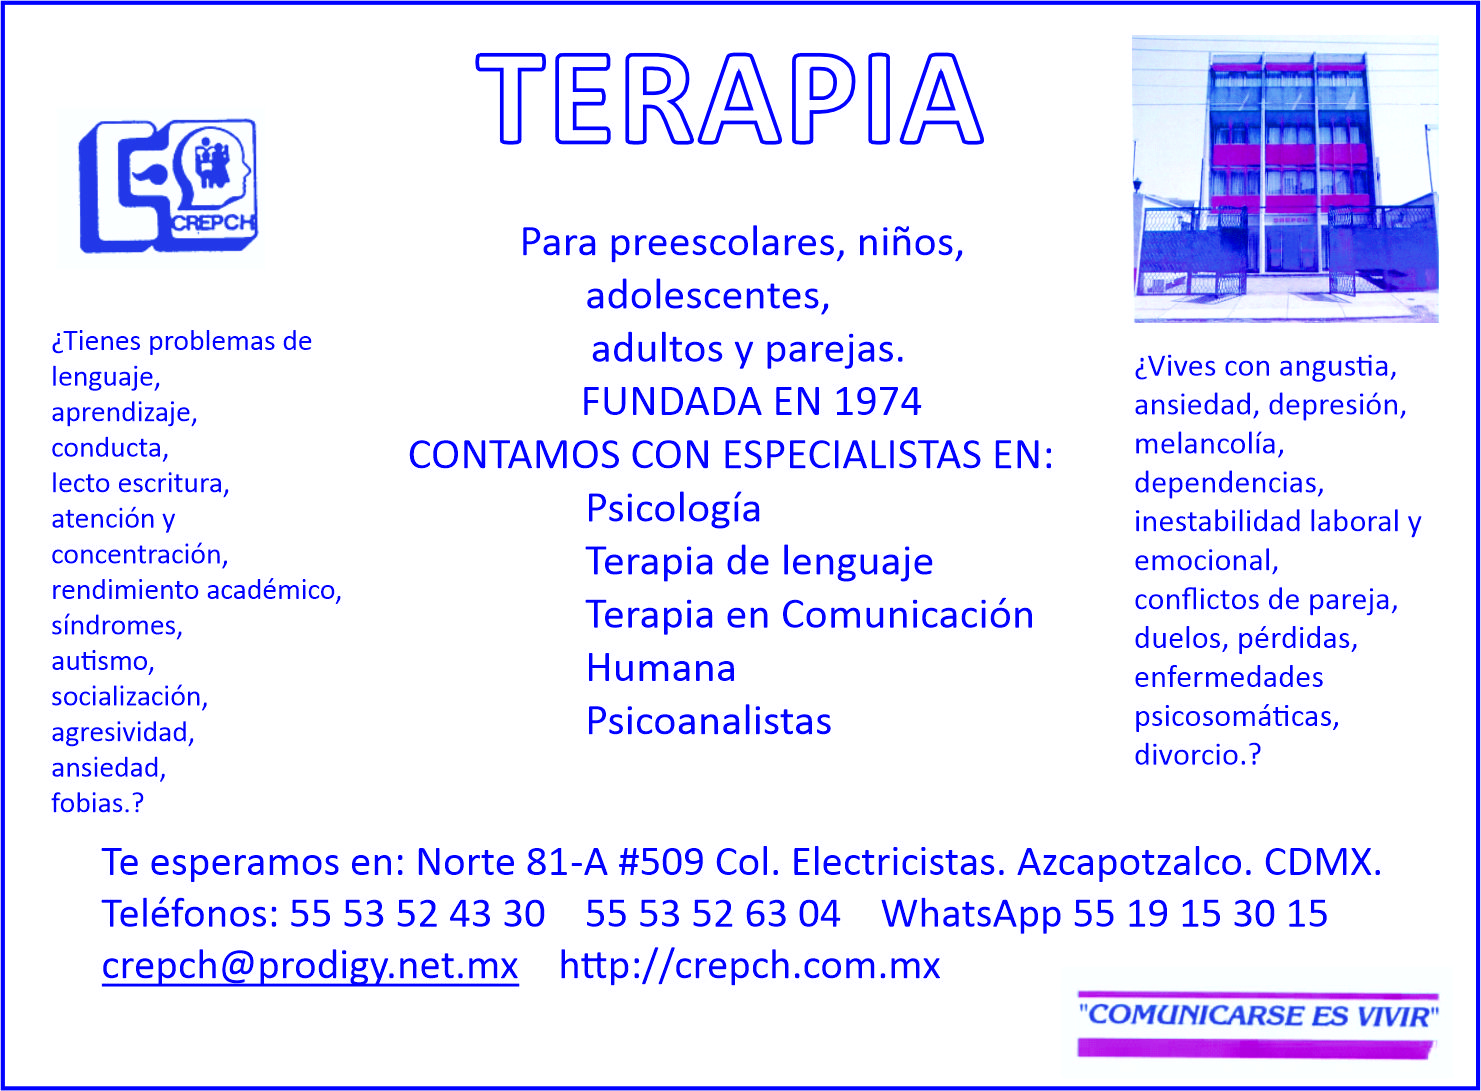 TERAPIA
CREPCH
CREPCH
Para preescolares, niños,
adolescentes,
adultos y parejas.
FUNDADA EN 1974
CONTAMOS CON ESPECIALISTAS EN:
Psicología
Terapia de lenguaje
Terapia en Comunicación
Humana
Psicoanalistas
¿Tienes problemas de
lenguaje,
aprendizaje,
conducta,
lecto escritura,
atención y
concentración,
rendimiento académico,
síndromes,
autismo,
socialización,
agresividad,
ansiedad,
fobias.?
¿Vives con angustia,
ansiedad, depresión,
melancolía,
dependencias,
inestabilidad laboral y
emocional,
conflictos de pareja,
duelos, pérdidas,
enfermedades
psicosomáticas,
divorcio.?
Te esperamos en: Norte 81-A #509 Col. Electricistas. Azcapotzalco. CDMX.
Teléfonos: 55 53 52 43 30 55 53 52 63 04 WhatsApp 55 19 15 30 15
crepch@prodigy.net.mx http://crepch.com.mx
"COMUNICARSE ES VIVIR"